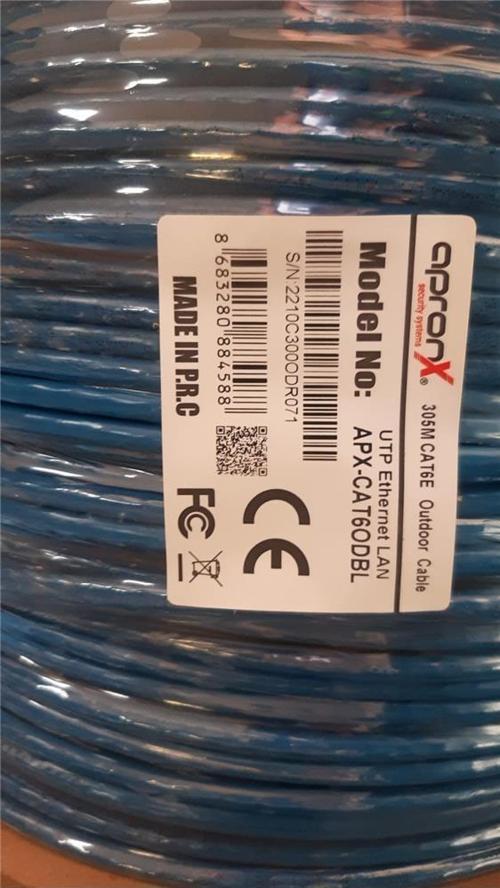 apronX®
security systems
305M CAT6E Outdoor Cable
UTP Ethernet LAN
Model No: APX-CAT6ODBL
S/N:2210C300ODR071
8 683280 884588
MADE IN P.R.C
CE
FC